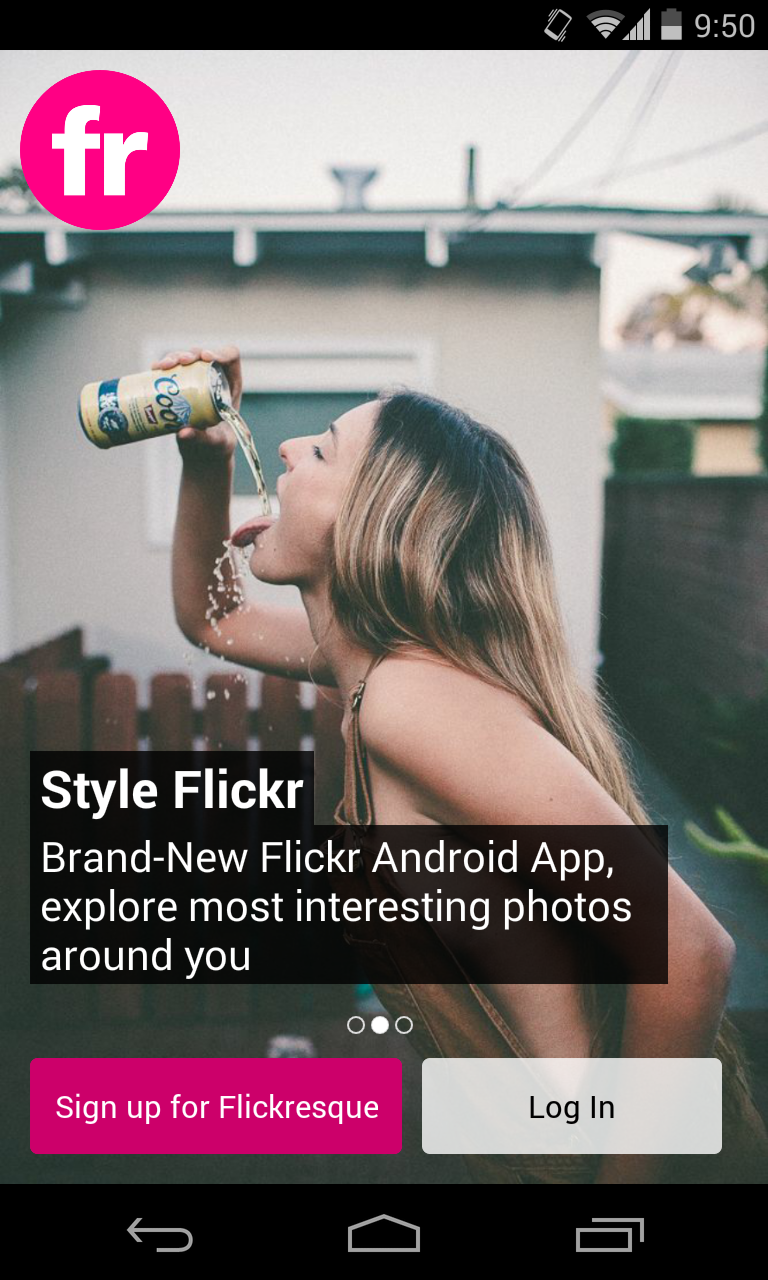 9:50
fr
Coor
Style Flickr
Brand-New Flickr Android App,
explore most interesting photos
around you
Sign up for Flickresque
Log In